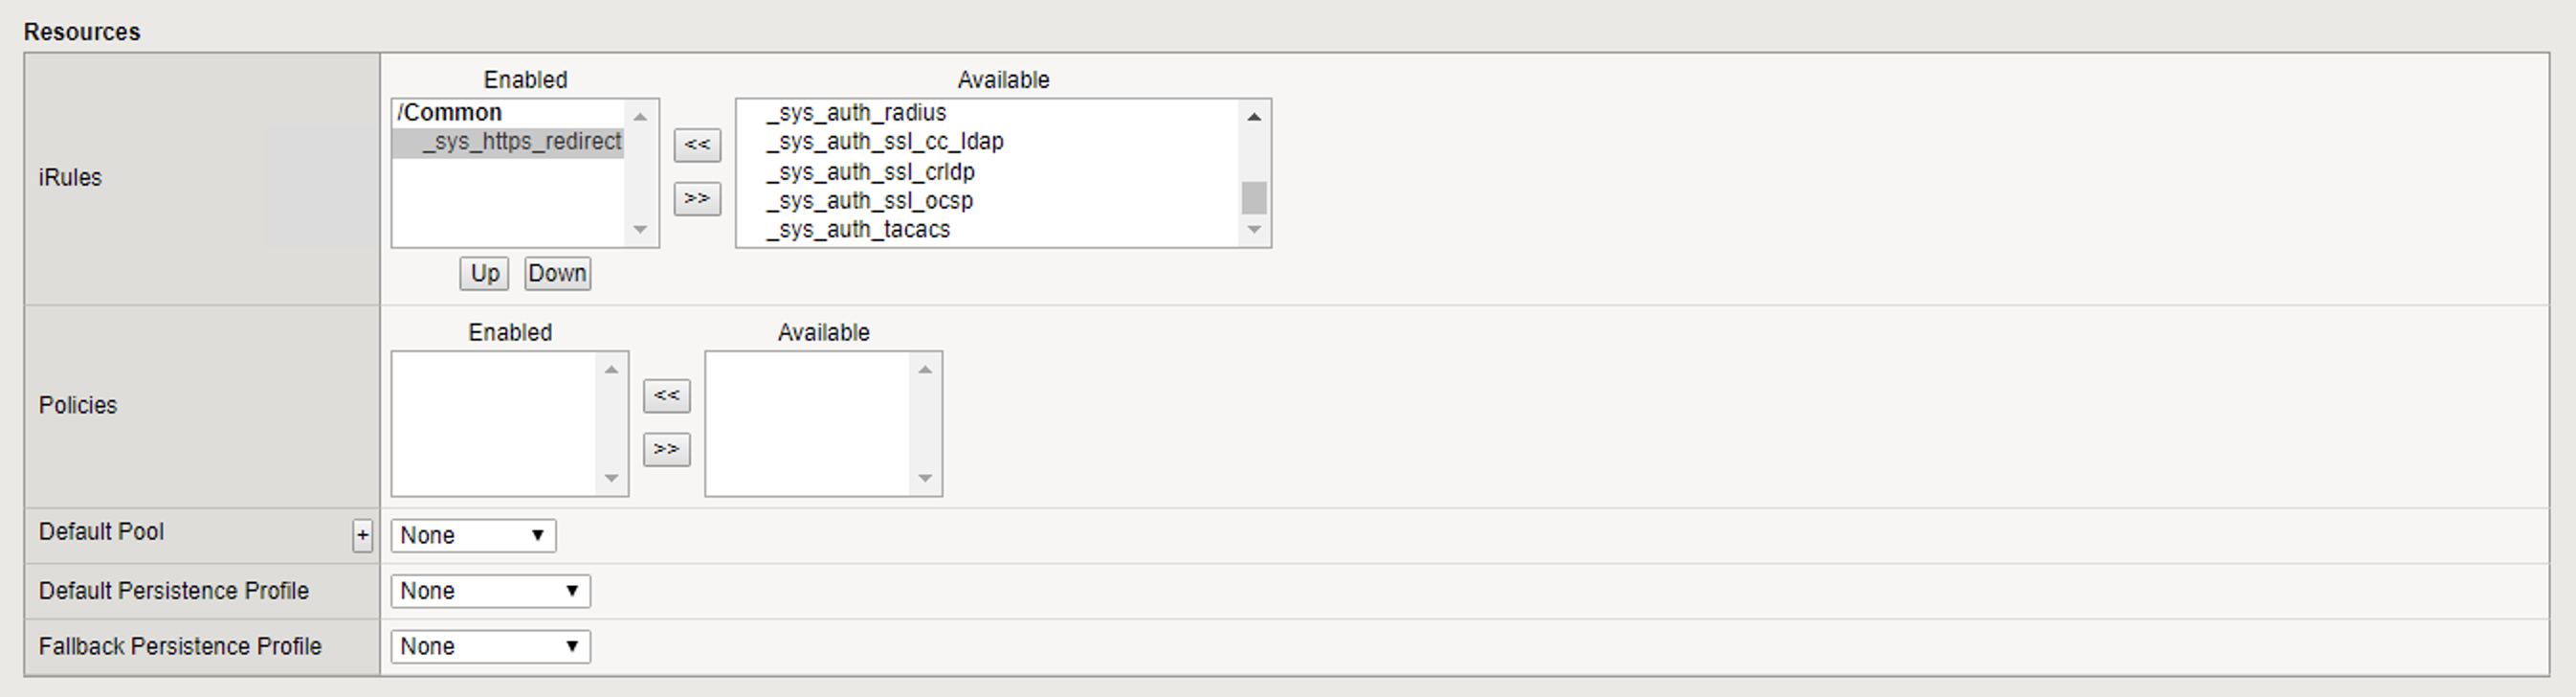 Resources
iRules
Enabled
Available
/Common
_sys_https_redirect
<<
>>
_sys_auth_radius
_sys_auth_ssl_cc_ldap
_sys_auth_ssl_crldp
_sys_auth_ssl_ocsp
_sys_auth_tacacs
Up Down
Policies
Enabled
Available
<<
>>
Default Pool + None
Default Persistence Profile None
Fallback Persistence Profile None